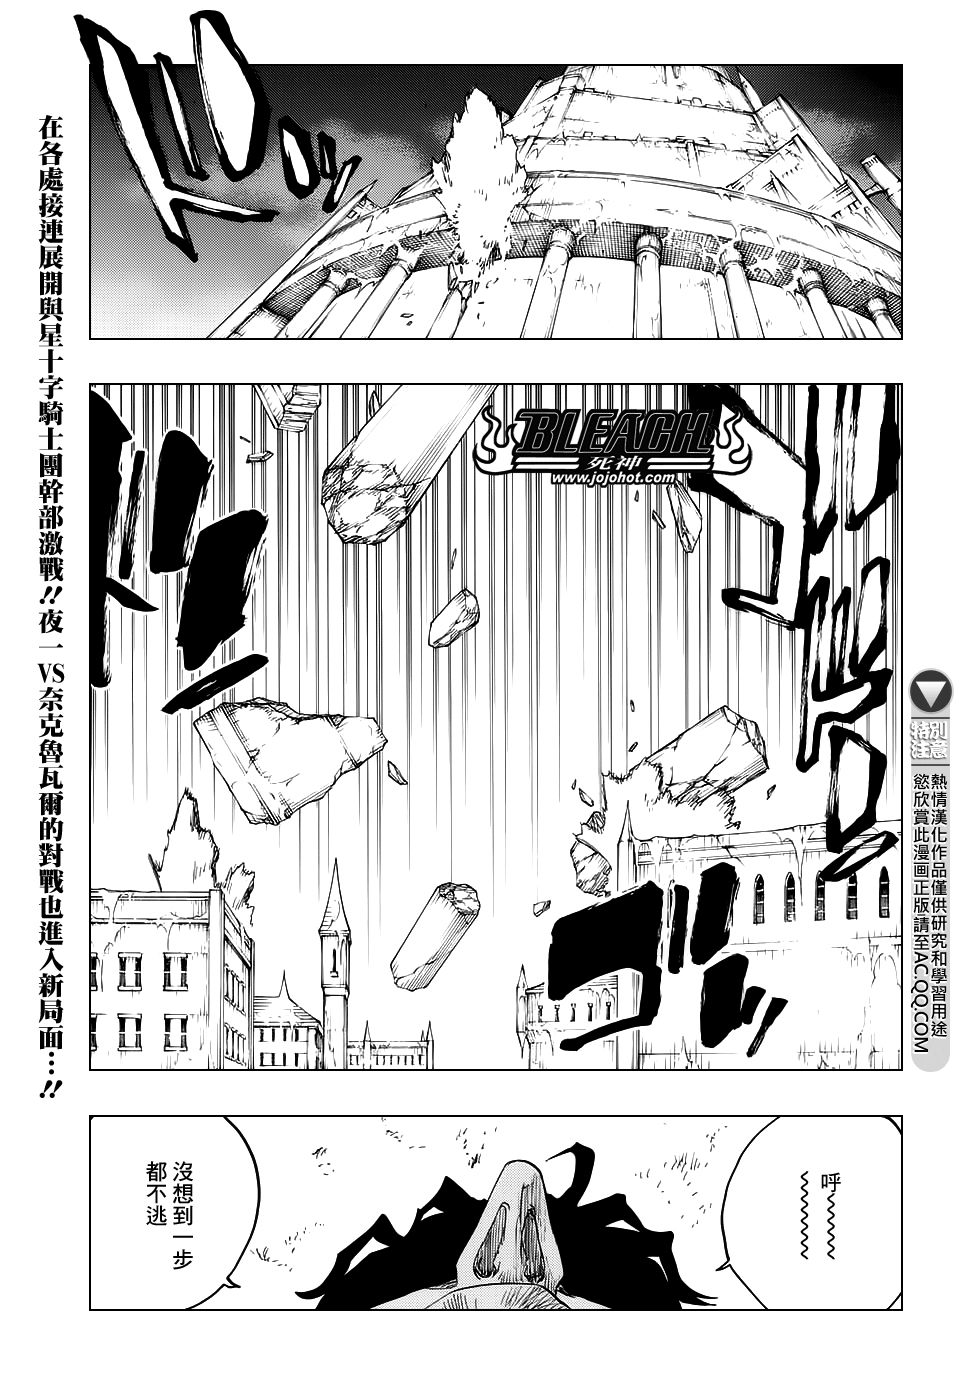 在各處接連展開與星十字騎士團幹部激戰!!夜一VS奈克魯瓦爾的對戰也進入新局面…!!
ドドン
BLEACH
死神
www.jojohot.com
特別
注意
熱情漢化作品僅供研究和學習用途
慾欣賞此漫画正版請至AC.QQ.COM
呼~~~~~
~~~~~~~
沒想到一步
都不逃